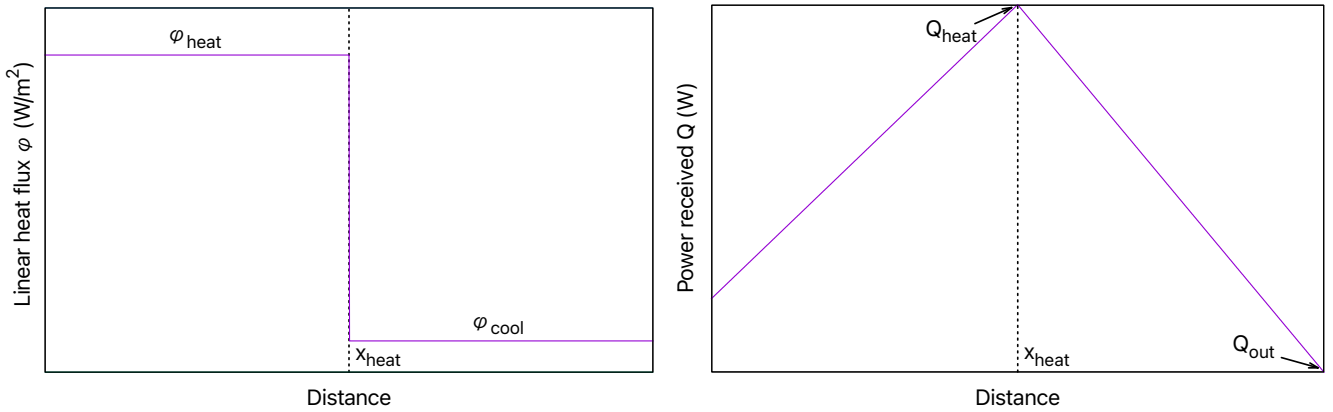 Linear heat flux φ (W/m²)
φ heat
φ cool
x heat
Distance
Power received Q (W)
Q heat
x heat
Q out
Distance